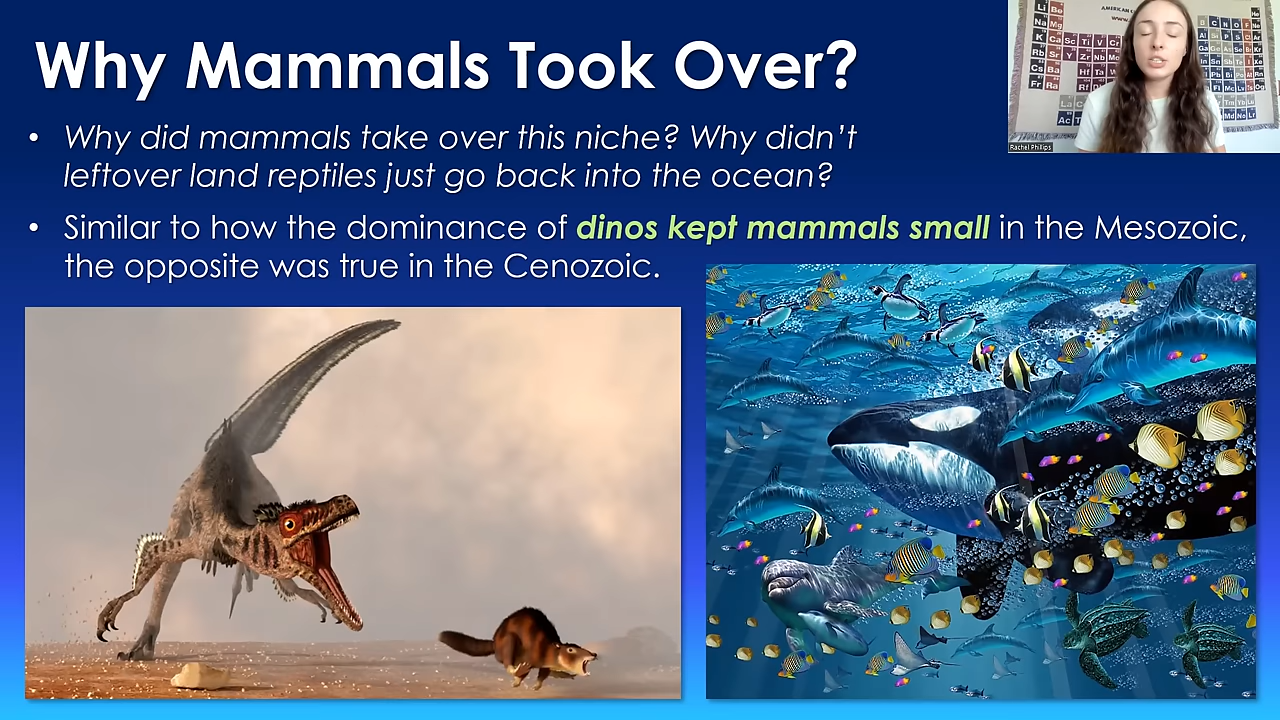 Why Mammals Took Over?
• Why did mammals take over this niche? Why didn't
leftover land reptiles just go back into the ocean?
• Similar to how the dominance of dinos kept mammals small in the Mesozoic,
the opposite was true in the Cenozoic.
Rachel Phillips